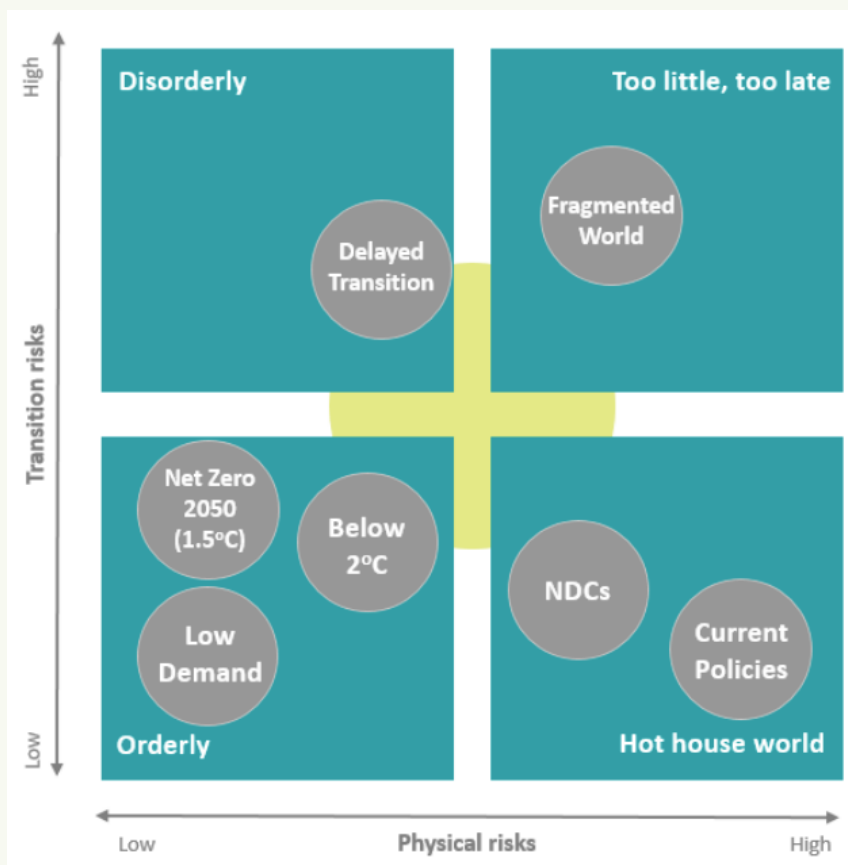 High
Transition risks
Low
Disorderly
Delayed
Transition
Too little, too late
Fragmented
World
Net Zero
2050
(1.5°C)
Below
2°C
Low
Demand
Orderly
NDCs
Current
Policies
Hot house world
Low
Physical risks
High